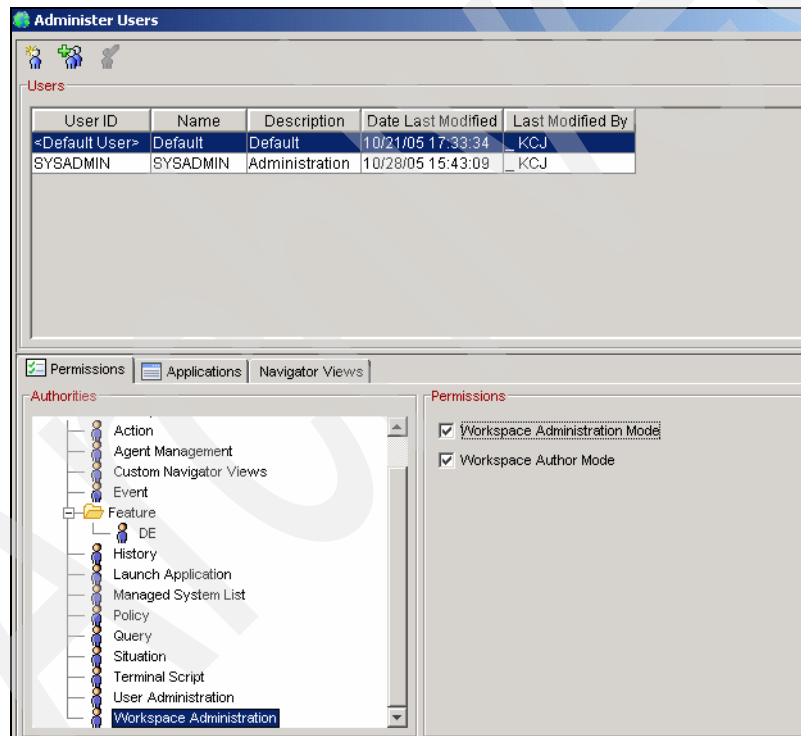 Administer Users
Users
User ID Name Description Date Last Modified Last Modified By
<Default User> Default Default 10/21/05 17:33:34 _ KCJ
SYSADMIN SYSADMIN Administration 10/28/05 15:43:09 _ KCJ
Permissions Applications Navigator Views
Authorities
Action
Agent Management
Custom Navigator Views
Event
Feature
DE
History
Launch Application
Managed System List
Policy
Query
Situation
Terminal Script
User Administration
Workspace Administration
Permissions
Workspace Administration Mode
Workspace Author Mode